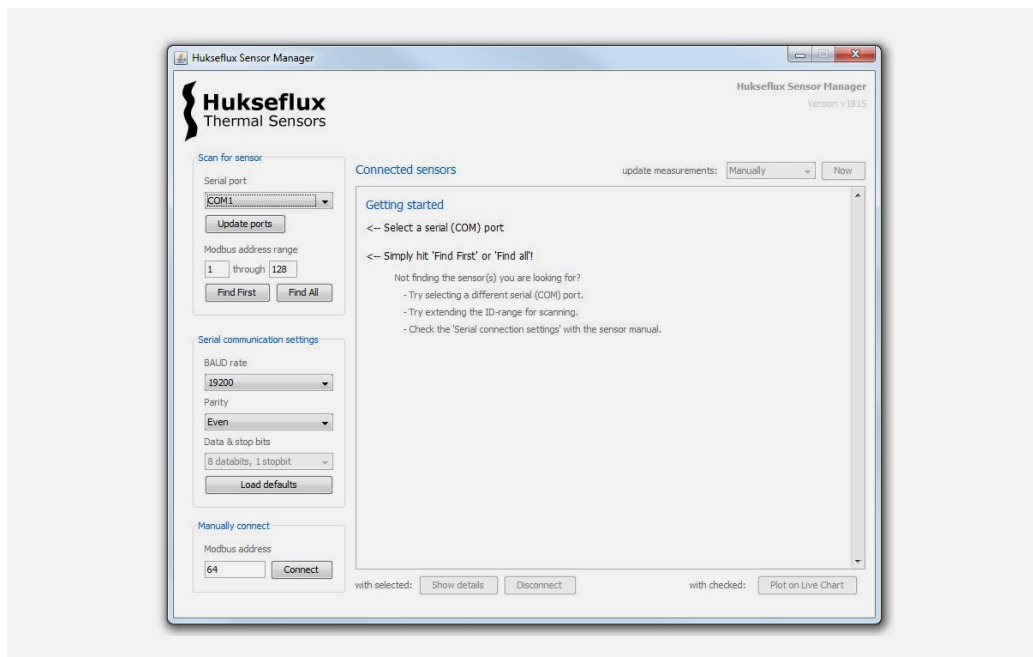 Hukseflux Sensor Manager
Hukseflux
Thermal Sensors
Hukseflux Sensor Manager
Version v1815
Scan for sensor
Serial port
COM1
Update ports
Modbus address range
1 through 128
Find First Find All
Serial communication settings
BAUD rate
19200
Parity
Even
Data & stop bits
8 databits, 1 stopbit
Load defaults
Manually connect
Modbus address
64 Connect
Connected sensors update measurements: Manually Now
Getting started
<-- Select a serial (COM) port
<-- Simply hit 'Find First' or 'Find all'!
Not finding the sensor(s) you are looking for?
- Try selecting a different serial (COM) port.
- Try extending the ID-range for scanning.
- Check the 'Serial connection settings' with the sensor manual.
with selected: Show details Disconnect with checked: Plot on Live Chart